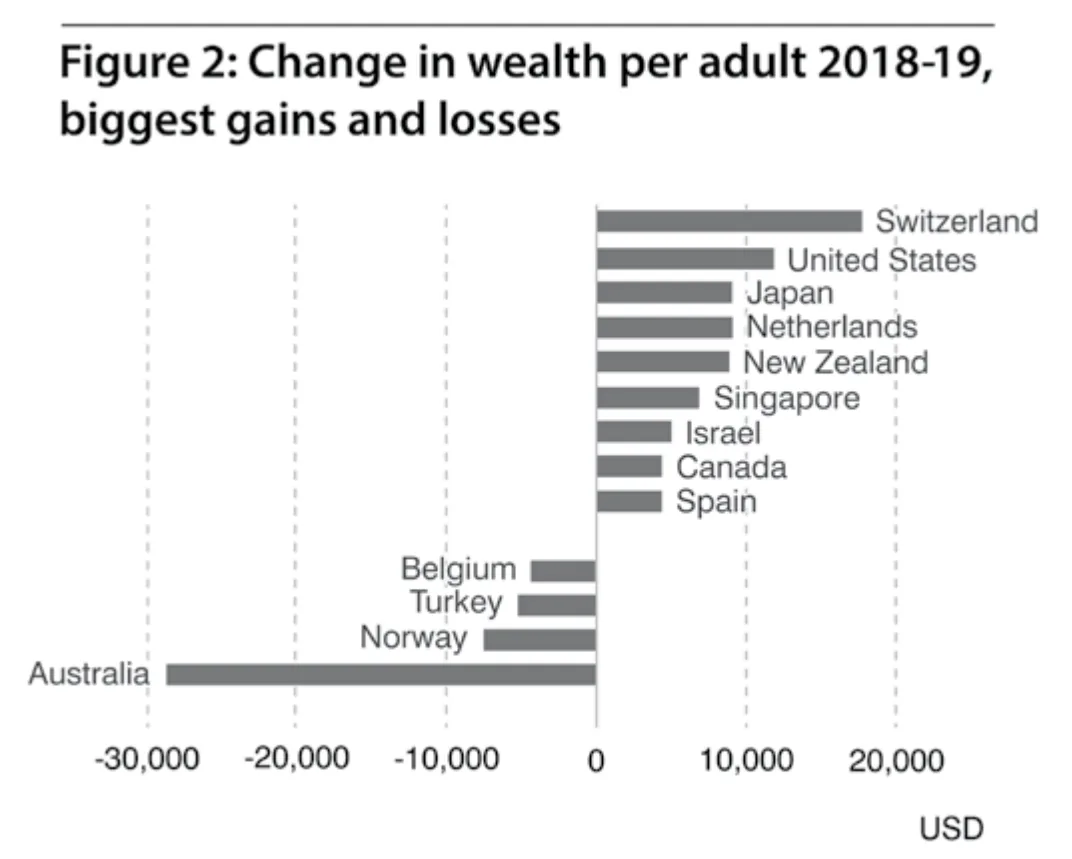 Figure 2: Change in wealth per adult 2018-19,
biggest gains and losses
Switzerland
United States
Japan
Netherlands
New Zealand
Singapore
Israel
Canada
Spain
Belgium
Turkey
Norway
Australia
-30,000 -20,000 -10,000 0 10,000 20,000
USD